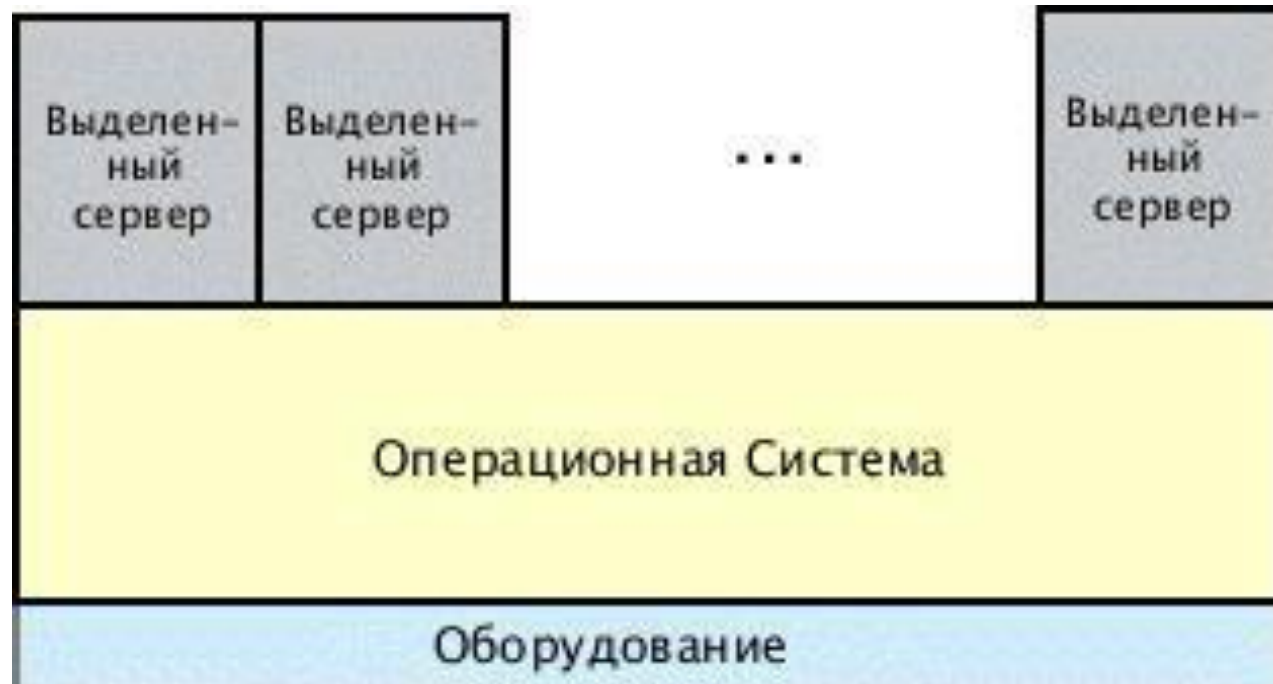 Выделен-
ный
сервер
Выделен-
ный
сервер
...
Выделен-
ный
сервер
Операционная Система
Оборудование